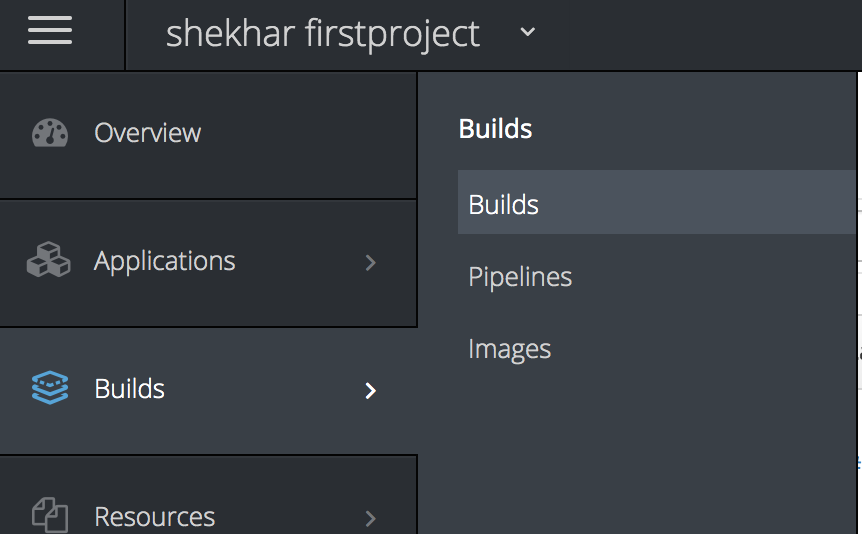 shekhar firstproject
Overview
Applications
Builds
Resources
Builds
Builds
Pipelines
Images